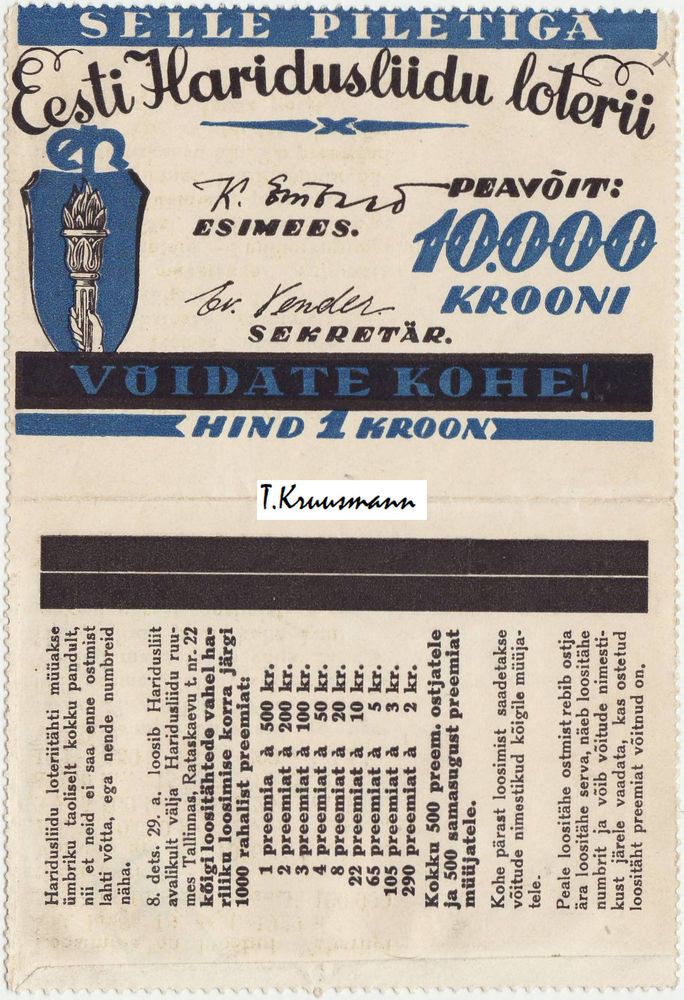 SELLE PILETIGA
Eesti Haridusliidu loterii
PEAVÕIT:
ESIMEES.
10.000
KROONI
Ev. Vender
SEKRETÄR.
VÕIDATE KOHE!
HIND 1 KROON
T.Kruusmann
Haridusliidu loteriitähti müüakse
ümbriku taoliselt kokku pandult,
nii et neid ei saa enne ostmist
lahti võtta, ega nende numbreid
näha.
8. dets. 29. a. loosib Haridusliit
avalikult välja Haridusliidu ruu-
mes Tallinnas, Rataskaevu t. nr. 22
kõigi loositähtede vahel ha-
riliku loosimise korra järgi
1000 rahalist preemiat:
1 preemia à 500 kr.
2 preemiat à 200 kr.
3 preemiat à 100 kr.
4 preemiat à 50 kr.
8 preemiat à 20 kr.
22 preemiat à 10 kr.
65 preemiat à 5 kr.
105 preemiat à 3 kr.
290 preemiat à 2 kr.
Kokku 500 preem. ostjatele
ja 500 samasugust preemiat
müüjatele.
Kohe pärast loosimist saadetakse
võitude nimestikud kõigile müüja-
tele.
Peale loositähe ostmist rebib ostja
ära loositähe serva, näeb loositähe
numbrit ja võib võitude nimesti-
kust järele vaadata, kas ostetud
loositäht preemiat võitnud on.